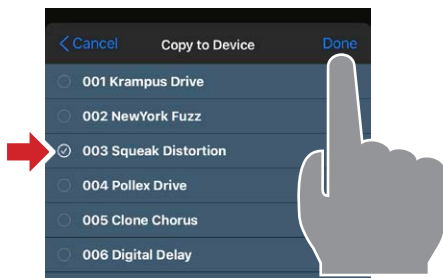 Cancel Copy to Device Done
001 Krampus Drive
002 NewYork Fuzz
003 Squeak Distortion
004 Pollex Drive
005 Clone Chorus
006 Digital Delay